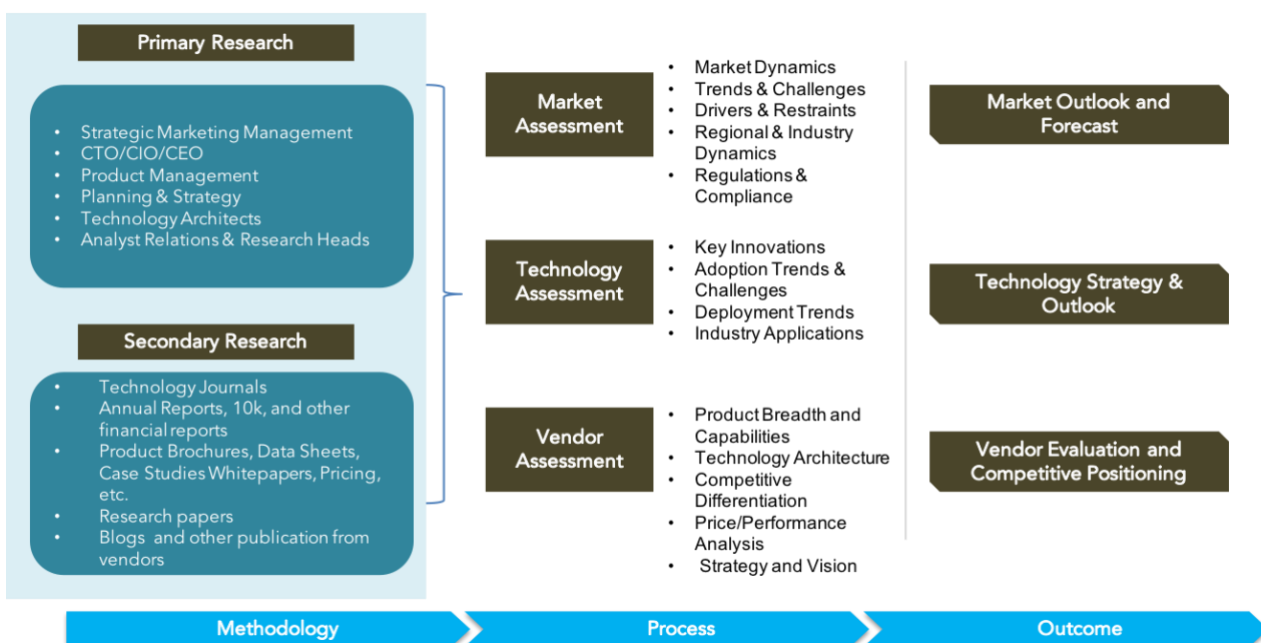 Primary Research
Strategic Marketing Management
CTO/CIO/CEO
Product Management
Planning & Strategy
Technology Architects
Analyst Relations & Research Heads
Secondary Research
Technology Journals
Annual Reports, 10k, and other
financial reports
Product Brochures, Data Sheets,
Case Studies Whitepapers, Pricing,
etc.
Research papers
Blogs and other publication from
vendors
Market
Assessment
Market Dynamics
Trends & Challenges
Drivers & Restraints
Regional & Industry
Dynamics
Regulations &
Compliance
Technology
Assessment
Key Innovations
Adoption Trends &
Challenges
Deployment Trends
Industry Applications
Vendor
Assessment
Product Breadth and
Capabilities
Technology Architecture
Competitive
Differentiation
Price/Performance
Analysis
Strategy and Vision
Market Outlook and
Forecast
Technology Strategy &
Outlook
Vendor Evaluation and
Competitive Positioning
Methodology
Process
Outcome